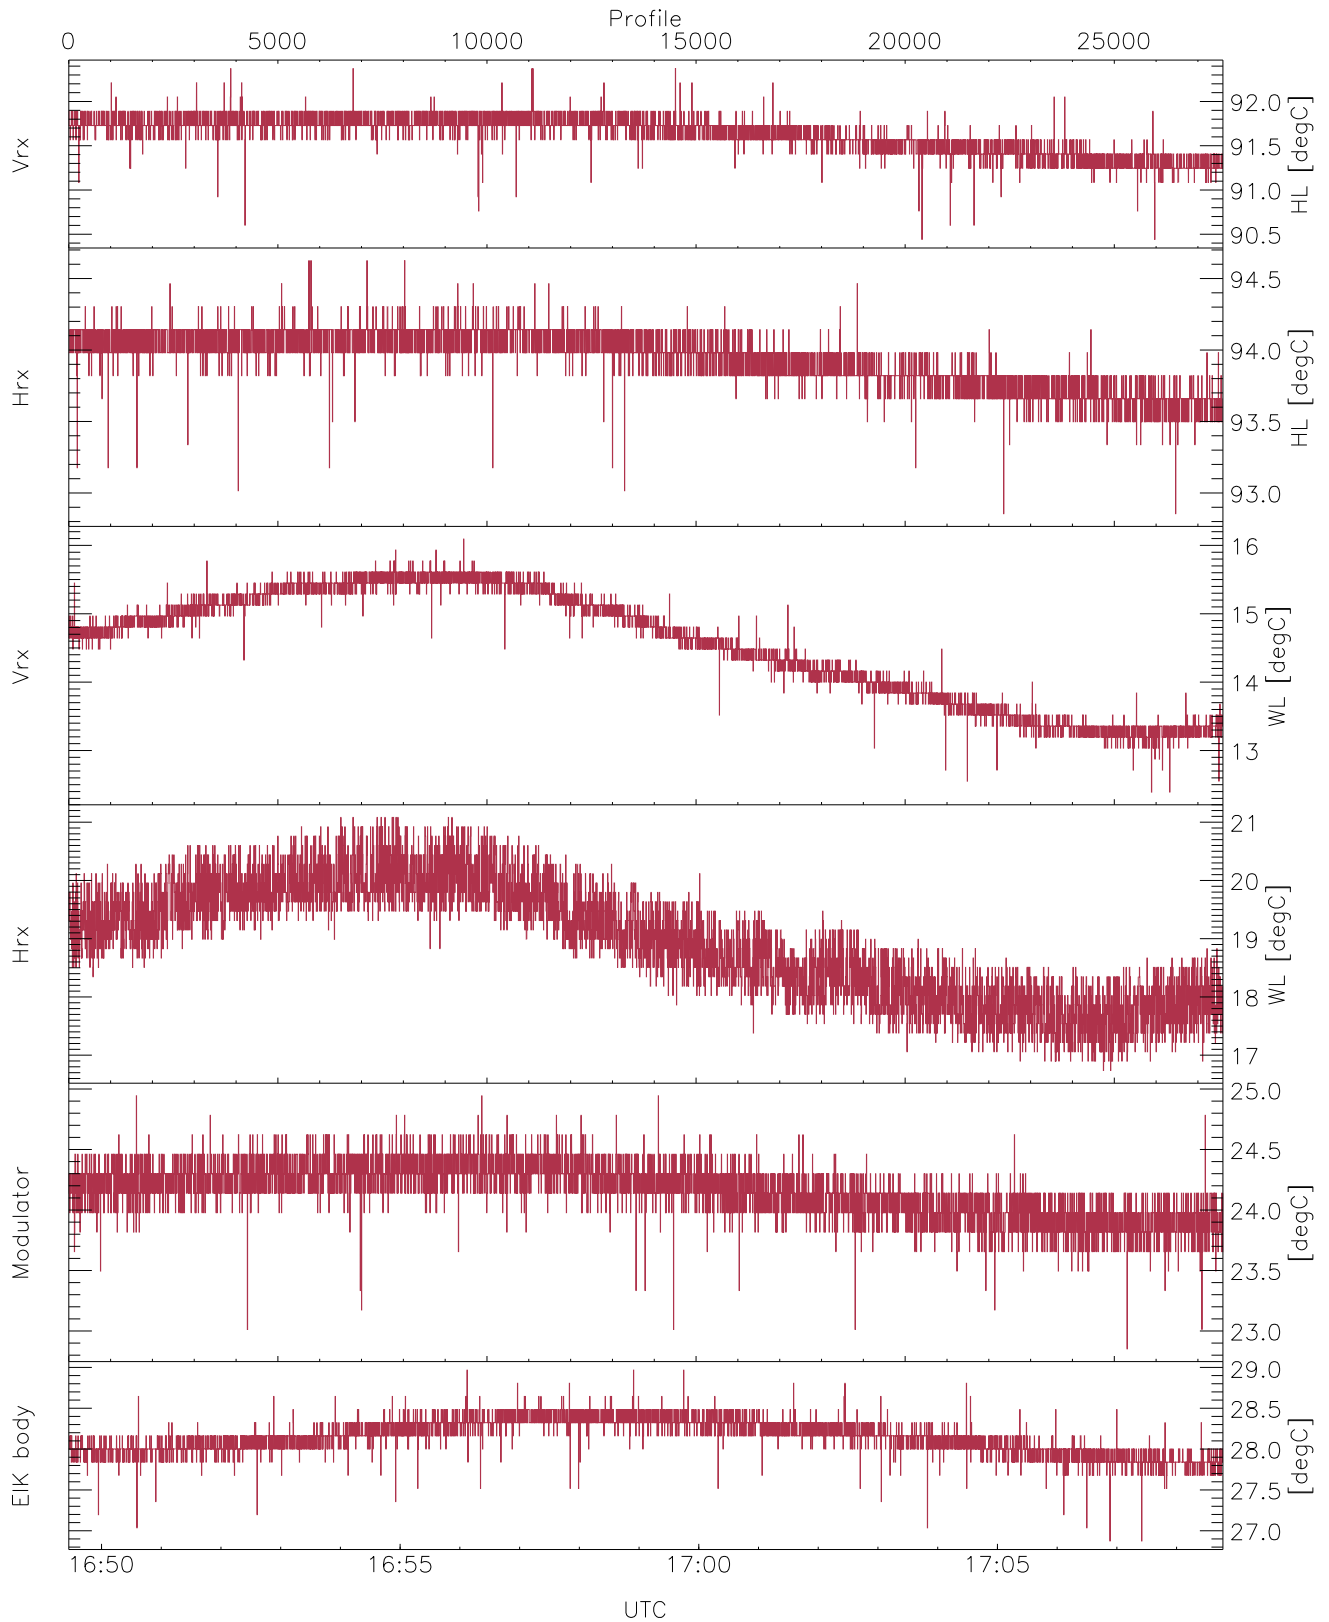 Profile
0 5000 10000 15000 20000 25000
Vrx
92.0
91.5
91.0
90.5
HL [degC]
Hrx
94.5
94.0
93.5
93.0
HL [degC]
Vrx
16
15
14
13
WL [degC]
Hrx
21
20
19
18
17
WL [degC]
Modulator
25.0
24.5
24.0
23.5
23.0
[degC]
EIK body
29.0
28.5
28.0
27.5
27.0
[degC]
16:50 16:55 17:00 17:05
UTC